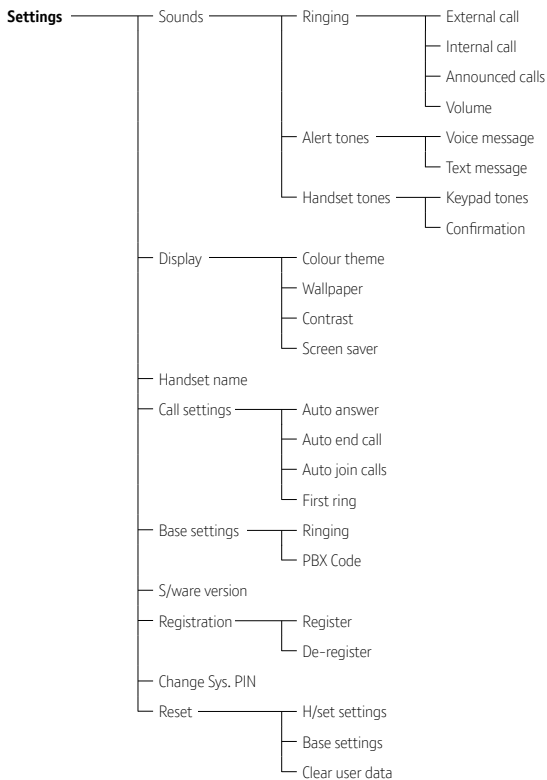 Settings Sounds Ringing External call
Internal call
Announced calls
Volume
Alert tones Voice message
Text message
Handset tones Keypad tones
Confirmation
Display Colour theme
Wallpaper
Contrast
Screen saver
Handset name
Call settings Auto answer
Auto end call
Auto join calls
First ring
Base settings Ringing
PBX Code
S/ware version
Registration Register
De-register
Change Sys. PIN
Reset H/set settings
Base settings
Clear user data